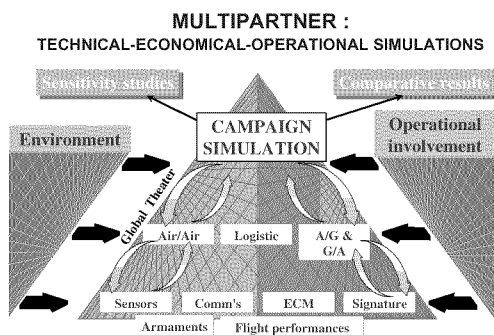 MULTIPARTNER :
TECHNICAL-ECONOMICAL-OPERATIONAL SIMULATIONS
Sensitivity studies
Comparative results
Environment
CAMPAIGN
SIMULATION
Operational
involvement
Global Theater
Air/Air
Logistic
A/G &
G/A
Sensors
Comm's
ECM
Signature
Armaments
Flight performances